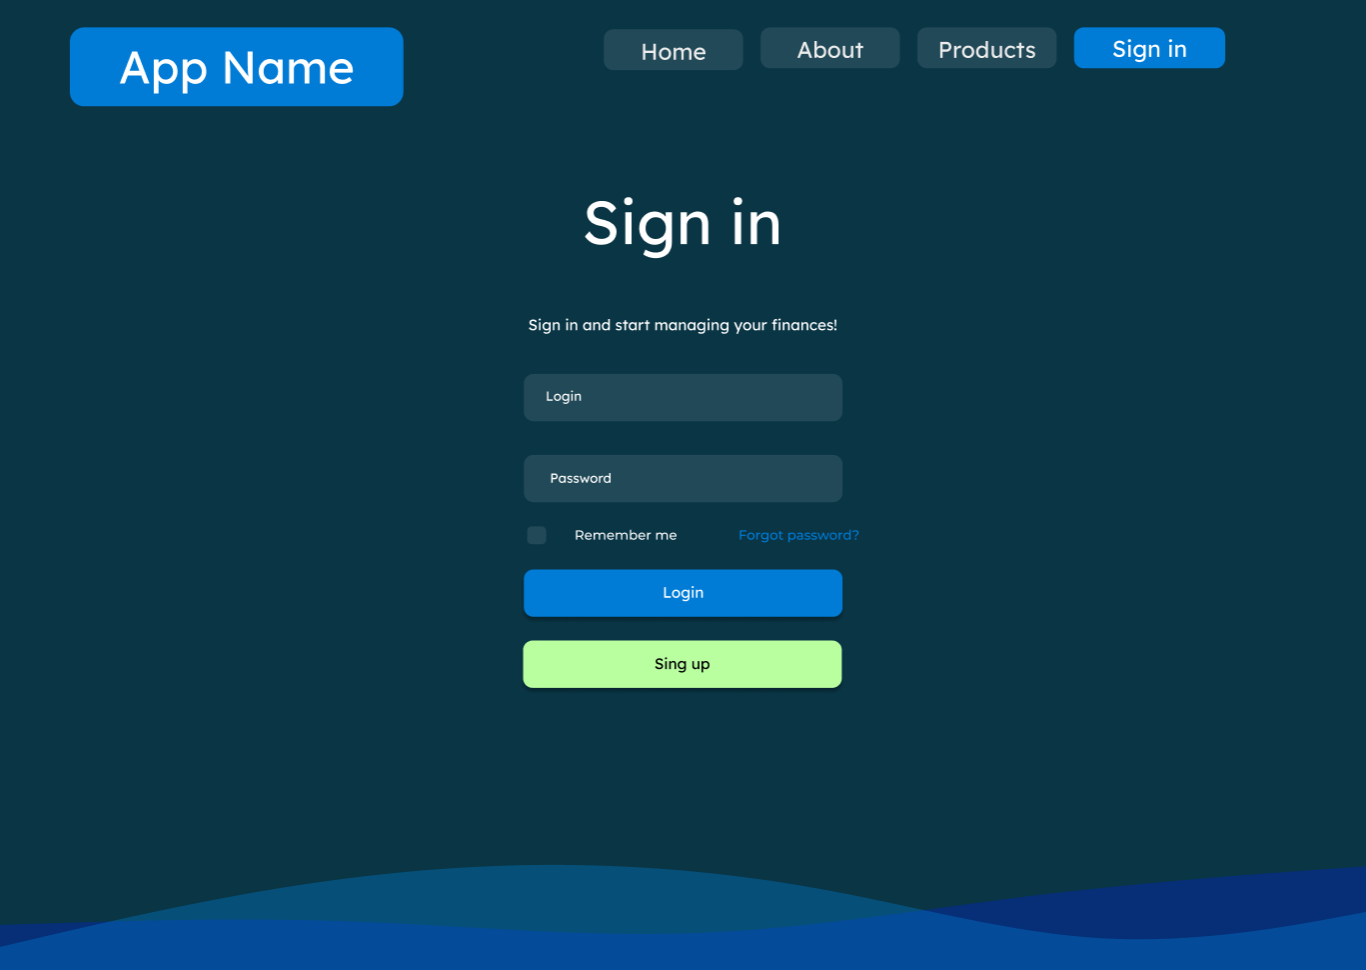 App Name
Home
About
Products
Sign in
Sign in
Sign in and start managing your finances!
Login
Password
Remember me
Forgot password?
Login
Sing up